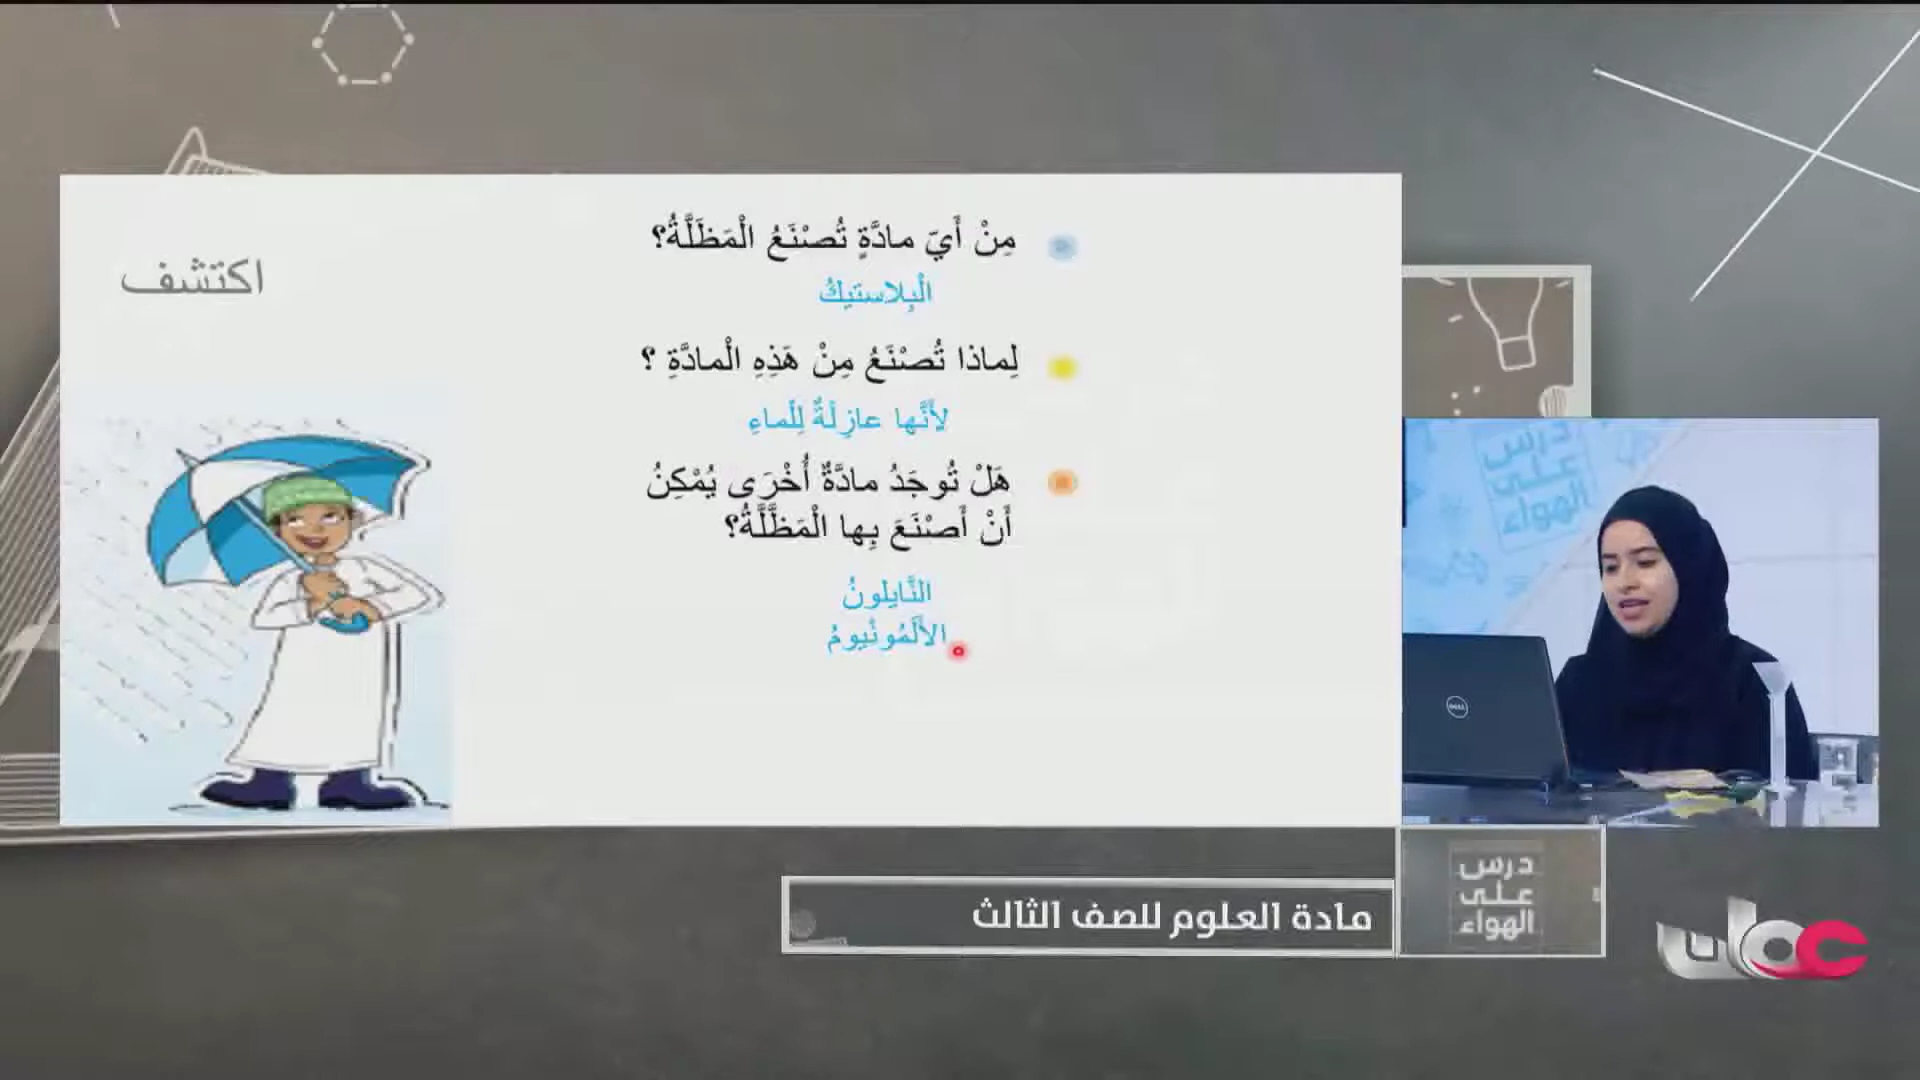 اكتشف
مِنْ أَيّ مادَّةٍ تُصْنَعُ الْمَظَلَّةُ؟
الْبِلاستيكُ
لِماذا تُصْنَعُ مِنْ هَذِهِ الْمادَّةِ ؟
لِأَنَّها عازِلَةٌ لِلْماءِ
هَلْ تُوجَدُ مادَّةٌ أُخْرَى يُمْكِنُ
أَنْ أَصْنَعَ بِها الْمَظَلَّةُ؟
النَّايلونُ
الأَلَمُونْيومُ
درس
على
الهواء
DELL
مادة العلوم للصف الثالث
درس
على
الهواء
عمان